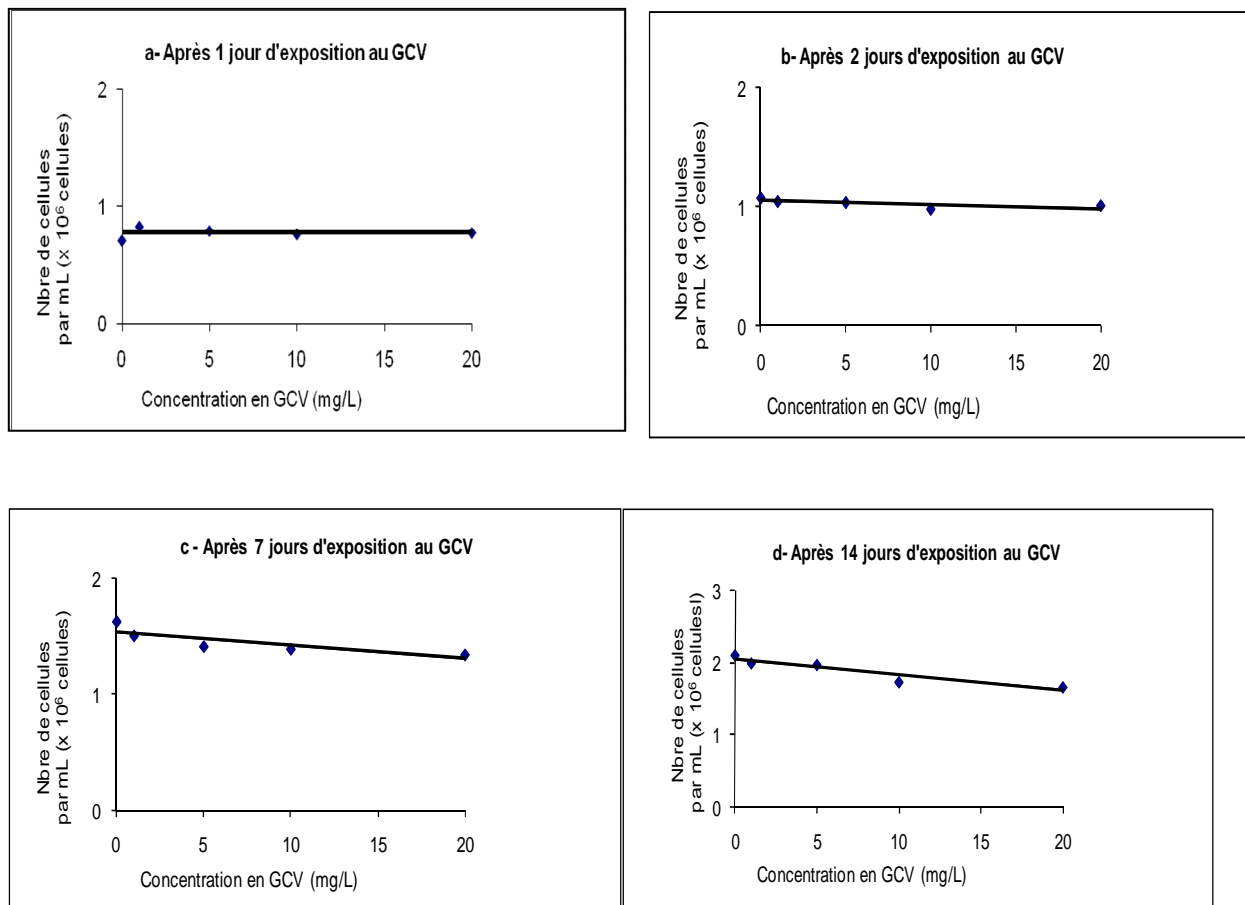 a- Après 1 jour d'exposition au GCV
Nbre de cellules
par mL (x 10⁶ cellules)
2
1
0
0 5 10 15 20
Concentration en GCV (mg/L)
b- Après 2 jours d'exposition au GCV
Nbre de cellules
par mL (x 10⁶ cellules)
2
1
0
0 5 10 15 20
Concentration en GCV (mg/L)
c - Après 7 jours d'exposition au GCV
Nbre de cellules
par mL (x 10⁶ cellules)
2
1
0
0 5 10 15 20
Concentration en GCV (mg/L)
d- Après 14 jours d'exposition au GCV
Nbre de cellules
par mL (x 10⁶ cellulesl)
3
2
1
0
0 5 10 15 20
Concentration en GCV (mg/L)